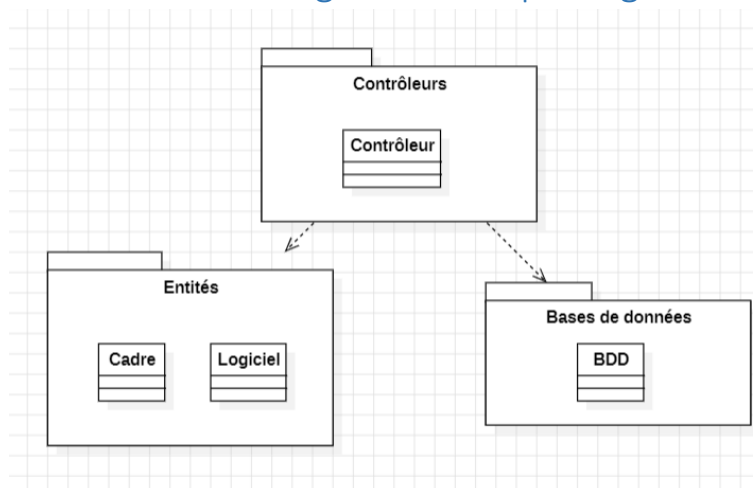 Contrôleurs
Contrôleur
Entités
Cadre
Logiciel
Bases de données
BDD